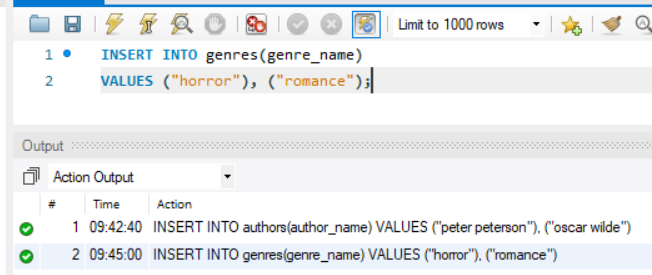 Limit to 1000 rows
1 INSERT INTO genres(genre_name)
2 VALUES ("horror"), ("romance");
Output
Action Output
# Time Action
1 09:42:40 INSERT INTO authors(author_name) VALUES ("peter peterson"), ("oscar wilde")
2 09:45:00 INSERT INTO genres(genre_name) VALUES ("horror"), ("romance")